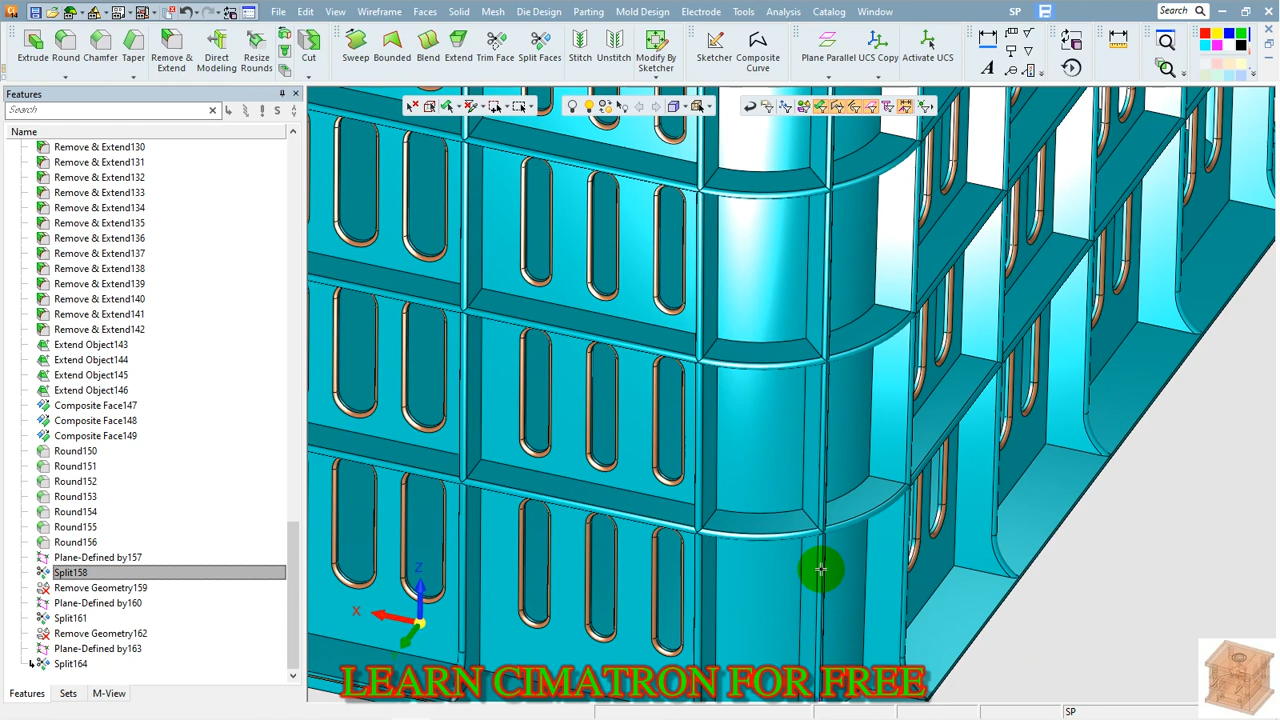 File Edit View Wireframe Faces Solid Mesh Die Design Parting Mold Design Electrode Tools Analysis Catalog Window SP Search
Extrude Round Chamfer Taper Remove & Extend Direct Modeling Resize Rounds Cut Sweep Bounded Blend Extend Trim Face Split Faces Stitch Unstitch Modify By Sketcher Sketcher Composite Curve Plane Parallel UCS Copy Activate UCS
Features
Search
Name
Remove & Extend130
Remove & Extend131
Remove & Extend132
Remove & Extend133
Remove & Extend134
Remove & Extend135
Remove & Extend136
Remove & Extend137
Remove & Extend138
Remove & Extend139
Remove & Extend140
Remove & Extend141
Remove & Extend142
Extend Object143
Extend Object144
Extend Object145
Extend Object146
Composite Face147
Composite Face148
Composite Face149
Round150
Round151
Round152
Round153
Round154
Round155
Round156
Plane-Defined by157
Split158
Remove Geometry159
Plane-Defined by160
Split161
Remove Geometry162
Plane-Defined by163
Split164
Z
X
LEARN CIMATRON FOR FREE
Features Sets M-View
SP